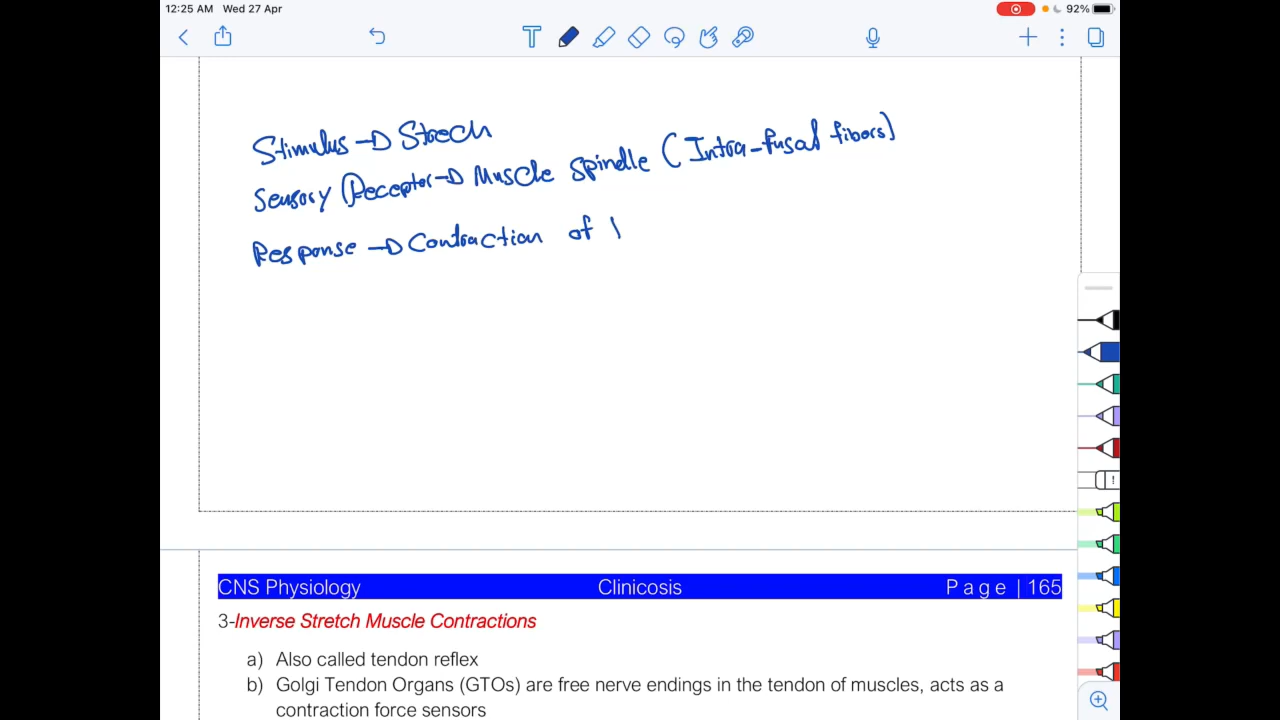 12:25 AM Wed 27 Apr
92%
T
Stimulus → Strech
Sensory Receptor → Muscle spindle (Intra-fusal fibers)
Response → Contraction of
CNS Physiology Clinicosis Page | 165
3-Inverse Stretch Muscle Contractions
a) Also called tendon reflex
b) Golgi Tendon Organs (GTOs) are free nerve endings in the tendon of muscles, acts as a
contraction force sensors